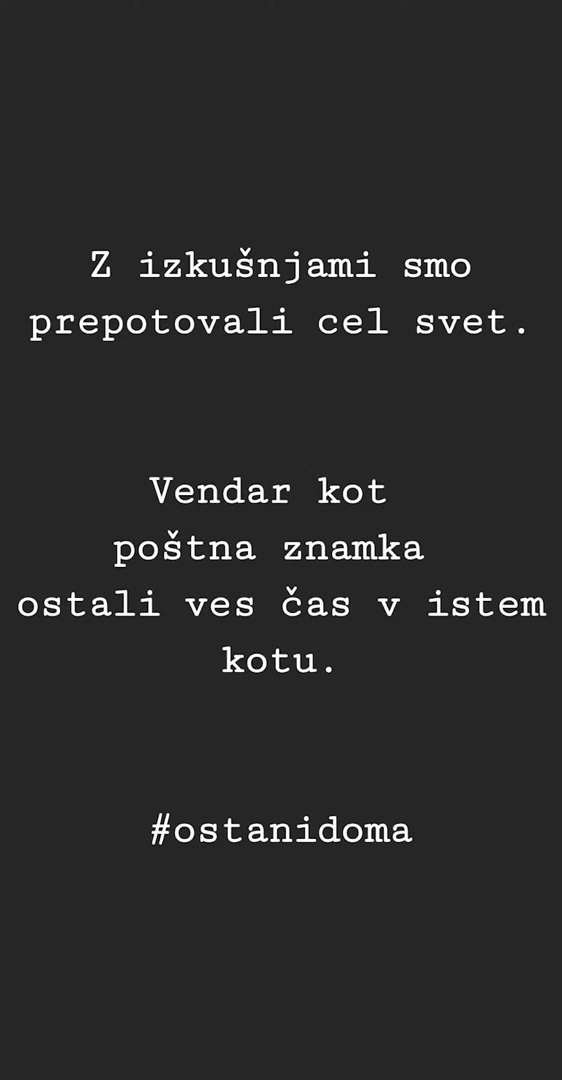 Z izkušnjami smo
prepotovali cel svet.
Vendar kot
poštna znamka
ostali ves čas v istem
kotu.
#ostanidoma